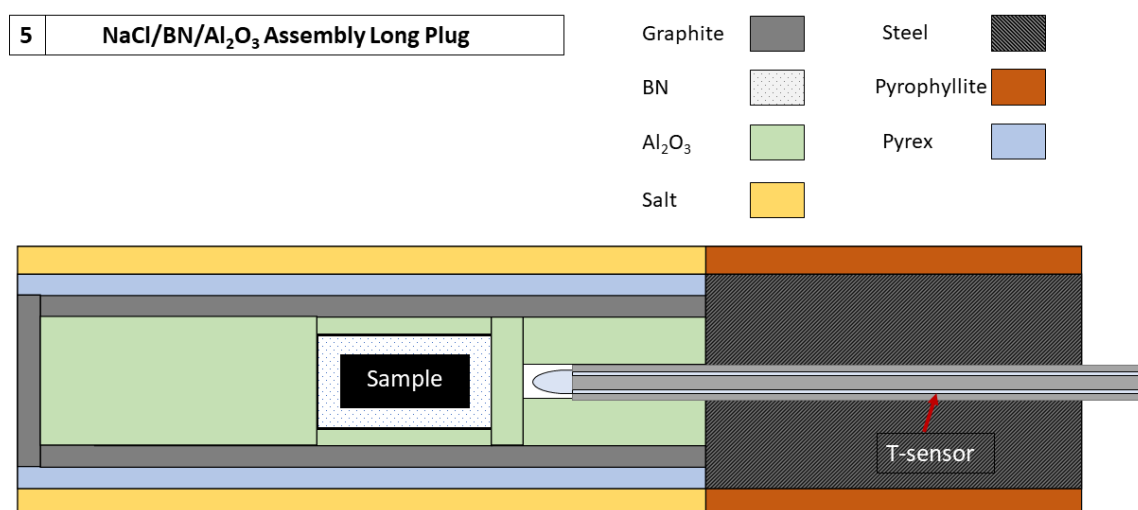 5 NaCl/BN/Al₂O₃ Assembly Long Plug
Graphite
Steel
BN
Pyrophyllite
Al₂O₃
Pyrex
Salt
Sample
T-sensor